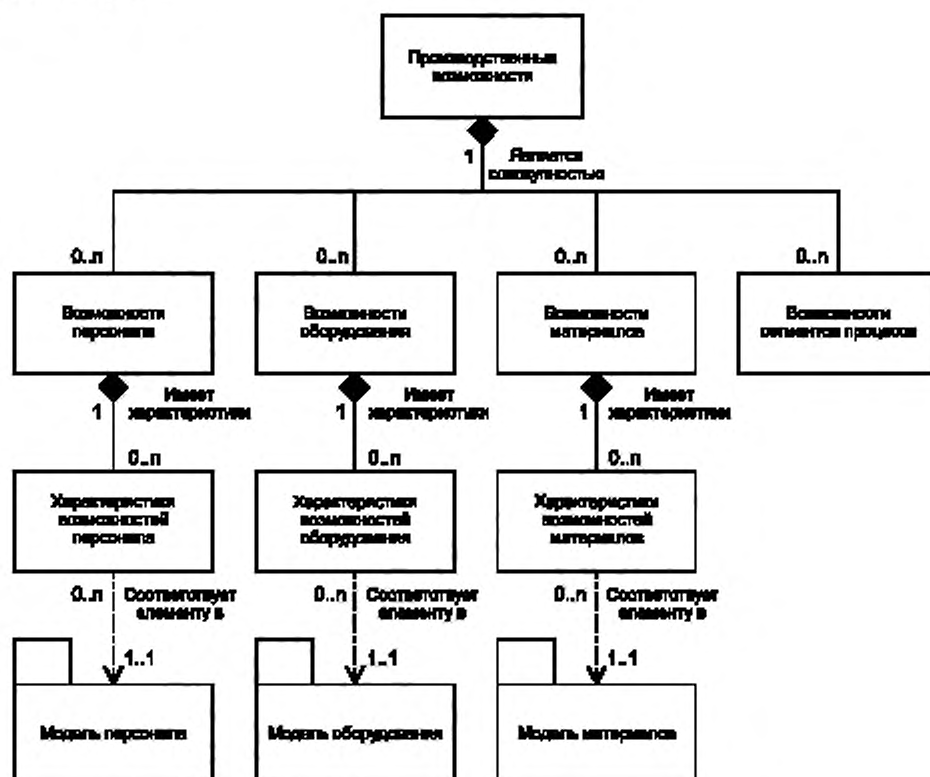 Производственные
возможности
1
Является
совокупностью
0..n
0..n
0..n
0..n
Возможности
персонала
Возможности
оборудования
Возможности
материалов
Возможности
сегментов процесса
1
Имеет
характеристики
1
Имеет
характеристики
1
Имеет
характеристики
0..n
0..n
0..n
Характеристики
возможностей
персонала
Характеристики
возможностей
оборудования
Характеристики
возможностей
материалов
0..n
Соответствует
элементу в
0..n
Соответствует
элементу в
0..n
Соответствует
элементу в
1..1
1..1
1..1
Модель персонала
Модель оборудования
Модель материалов